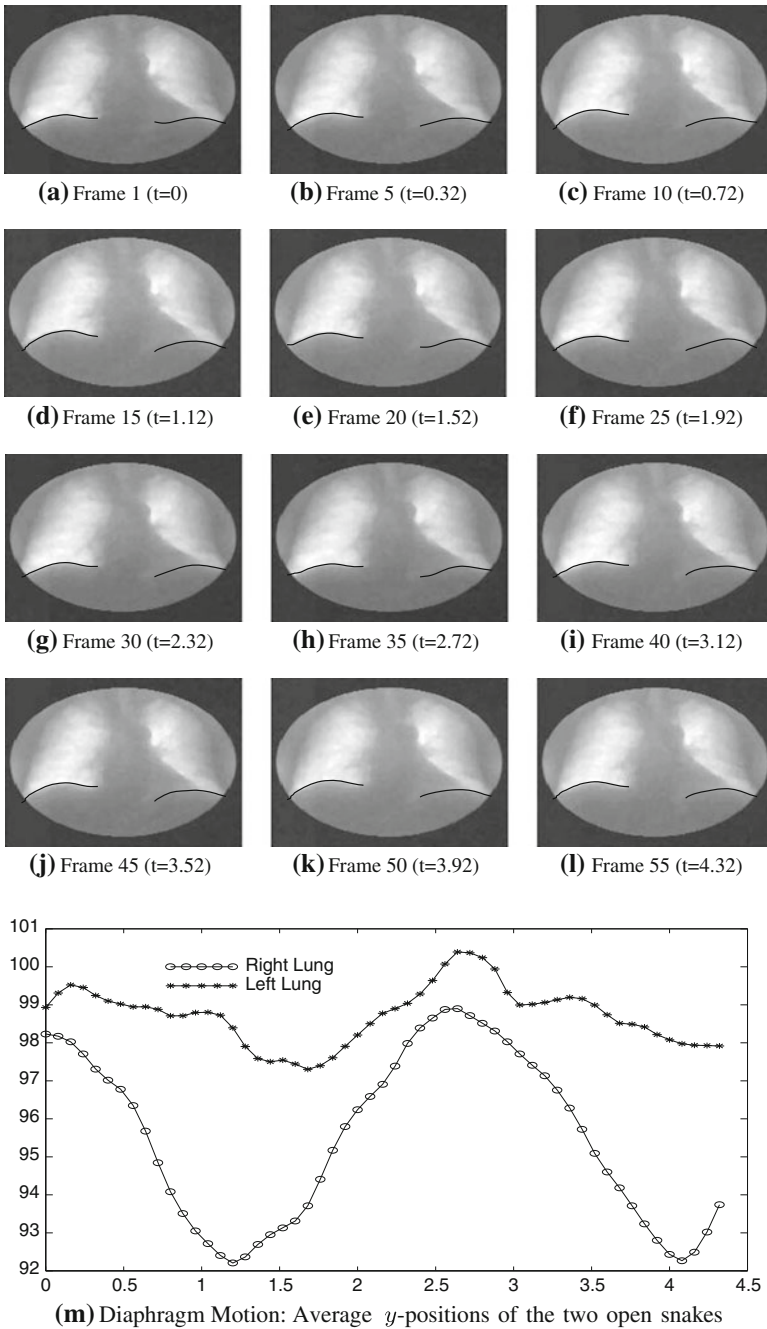 (a) Frame 1 (t=0)
(b) Frame 5 (t=0.32)
(c) Frame 10 (t=0.72)
(d) Frame 15 (t=1.12)
(e) Frame 20 (t=1.52)
(f) Frame 25 (t=1.92)
(g) Frame 30 (t=2.32)
(h) Frame 35 (t=2.72)
(i) Frame 40 (t=3.12)
(j) Frame 45 (t=3.52)
(k) Frame 50 (t=3.92)
(l) Frame 55 (t=4.32)
101
100
99
98
97
96
95
94
93
92
Right Lung
Left Lung
0 0.5 1 1.5 2 2.5 3 3.5 4 4.5
(m) Diaphragm Motion: Average y-positions of the two open snakes